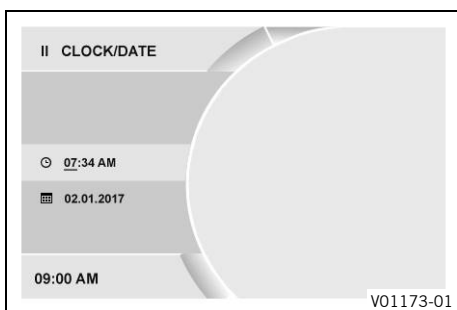 II CLOCK/DATE
07:34 AM
02.01.2017
09:00 AM
V01173-01